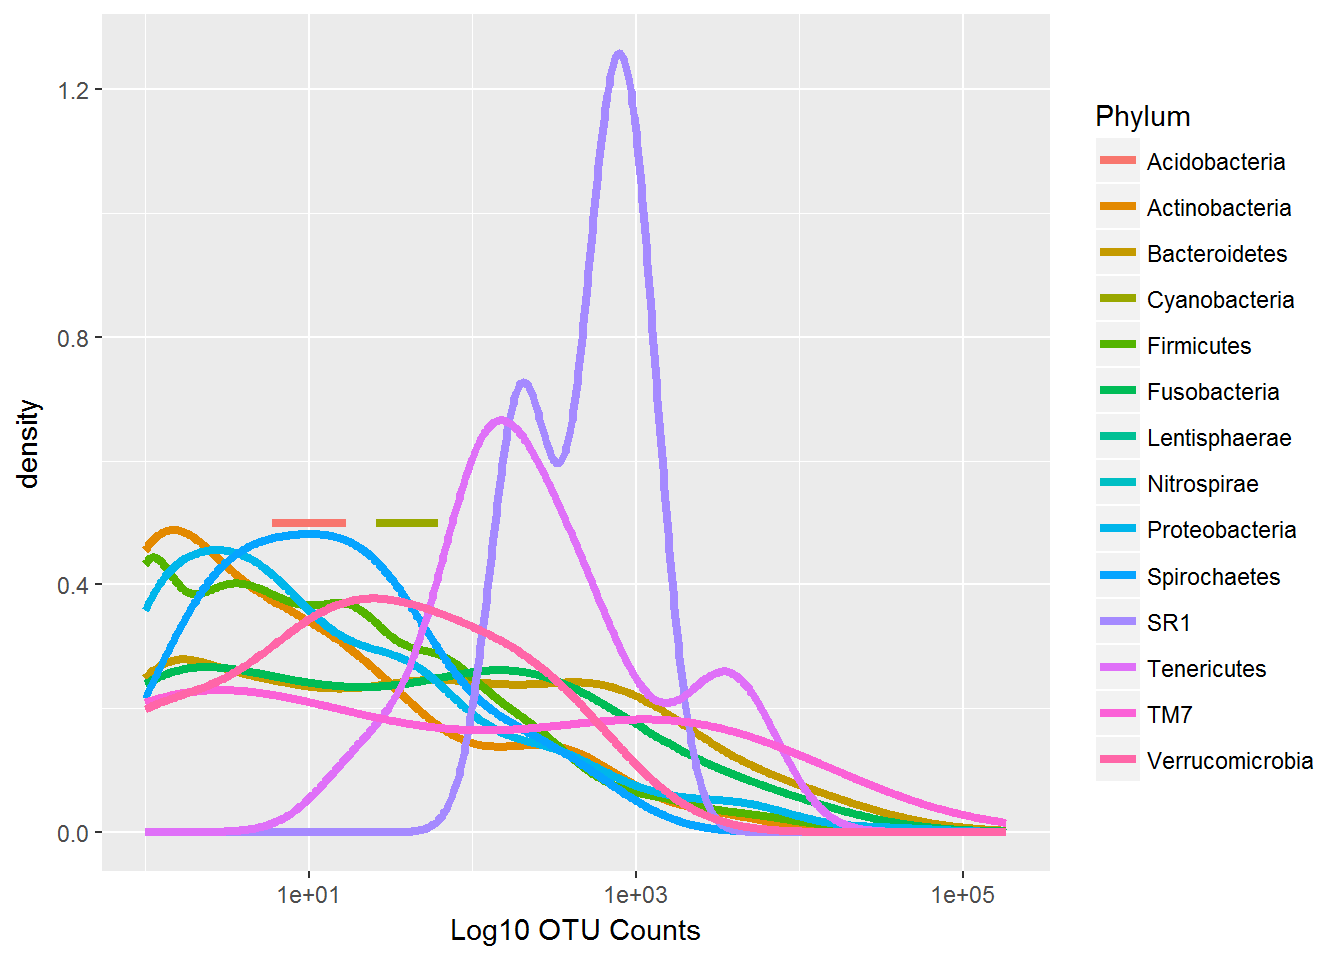 1.2
0.8
0.4
0.0
density
1e+01
1e+03
1e+05
Log10 OTU Counts
Phylum
Acidobacteria
Actinobacteria
Bacteroidetes
Cyanobacteria
Firmicutes
Fusobacteria
Lentisphaerae
Nitrospirae
Proteobacteria
Spirochaetes
SR1
Tenericutes
TM7
Verrucomicrobia